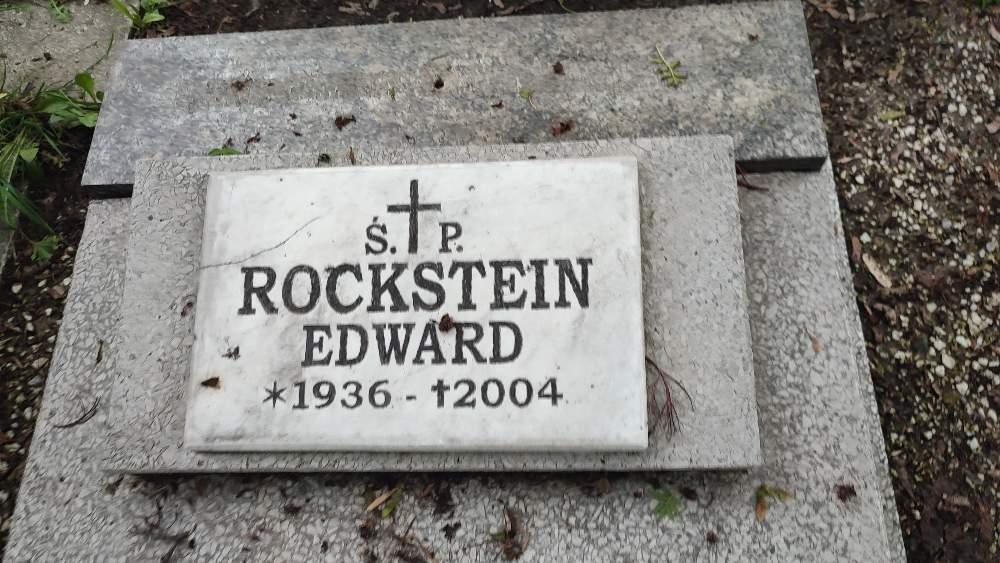 Ś. † P.
ROCKSTEIN
EDWARD
*1936 - †2004